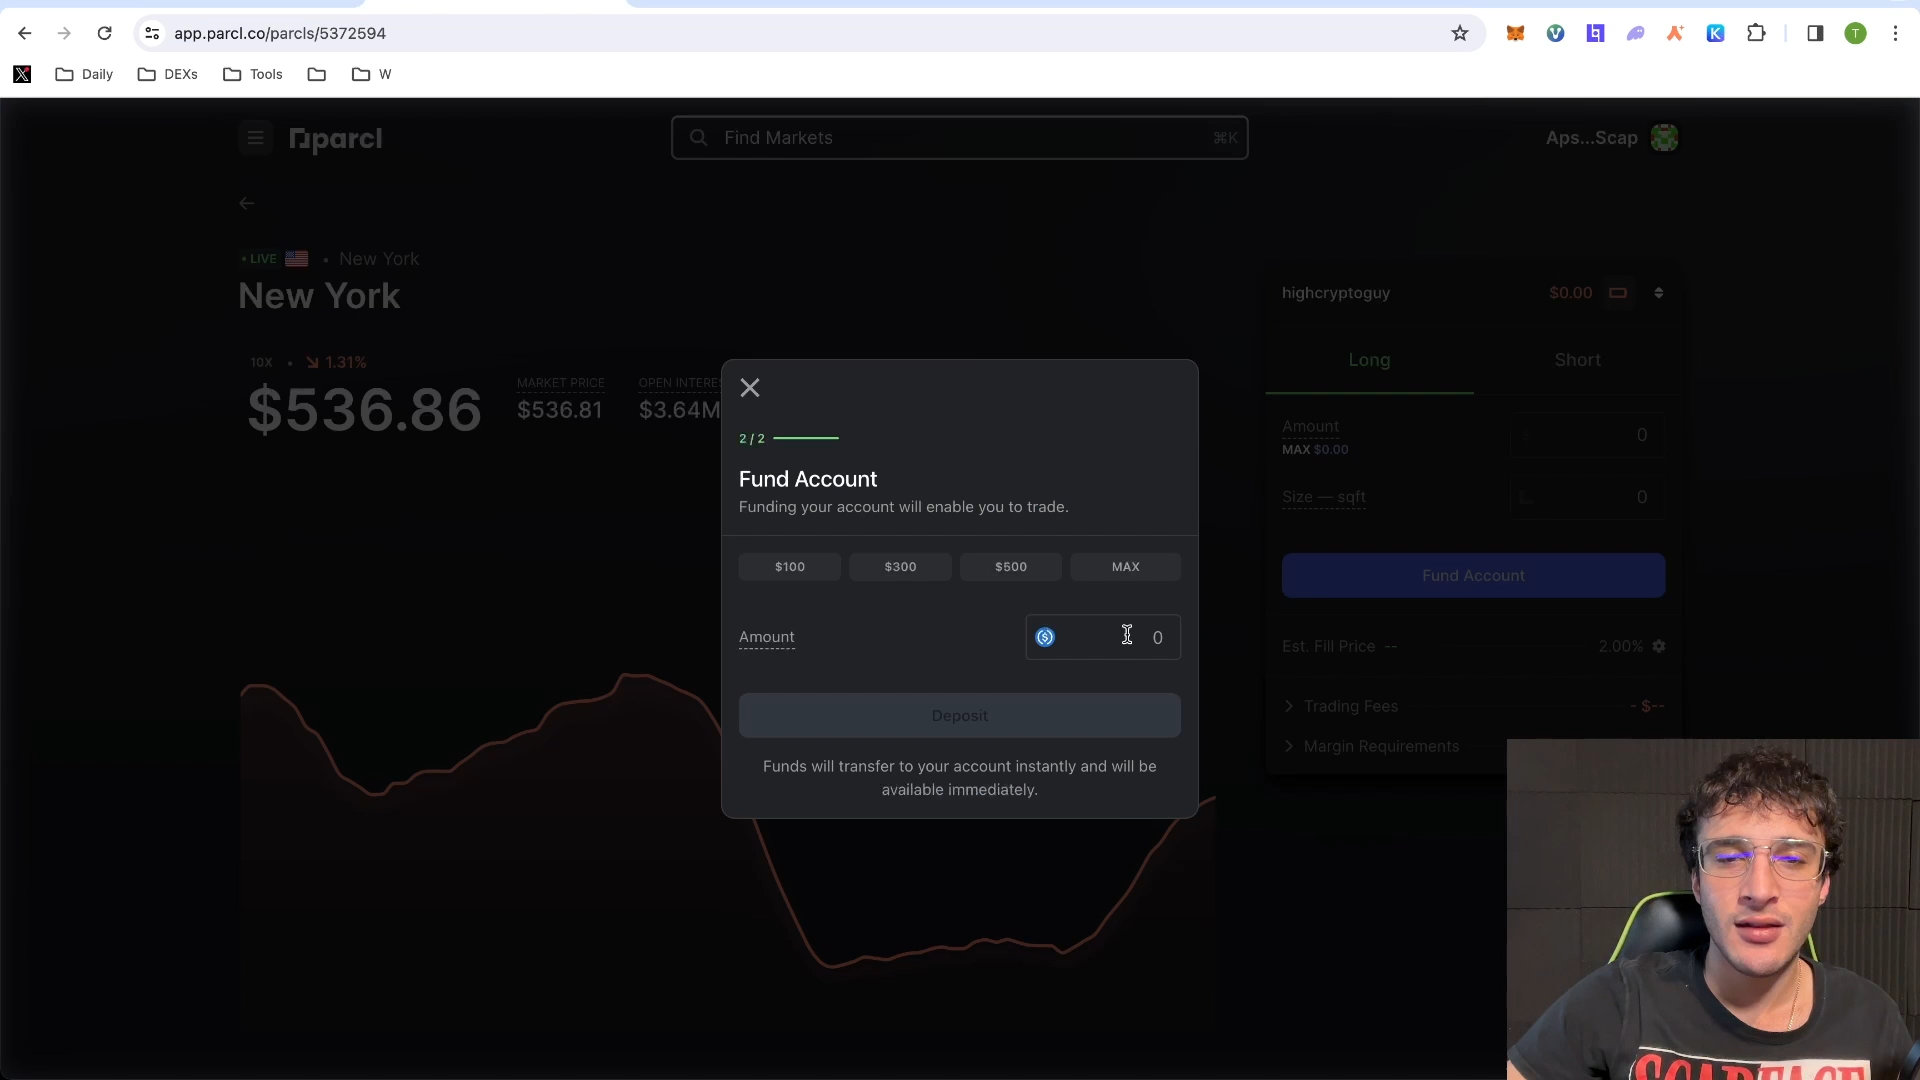 app.parcl.co/parcls/5372594
T
X
Daily
DEXs
Tools
W
parcl
Find Markets
⌘K
Aps...Scap
• LIVE • New York
New York
10X • 1.31%
$536.86
MARKET PRICE
$536.81
OPEN INTERE
$3.64M
2 / 2
Fund Account
Funding your account will enable you to trade.
$100
$300
$500
MAX
Amount
0
Deposit
Funds will transfer to your account instantly and will be
available immediately.
highcryptoguy
$0.00
Long
Short
Amount
0
MAX $0.00
Size — sqft
0
Fund Account
Est. Fill Price --
2.00%
Trading Fees
- $--
Margin Requirements
SCARFACE